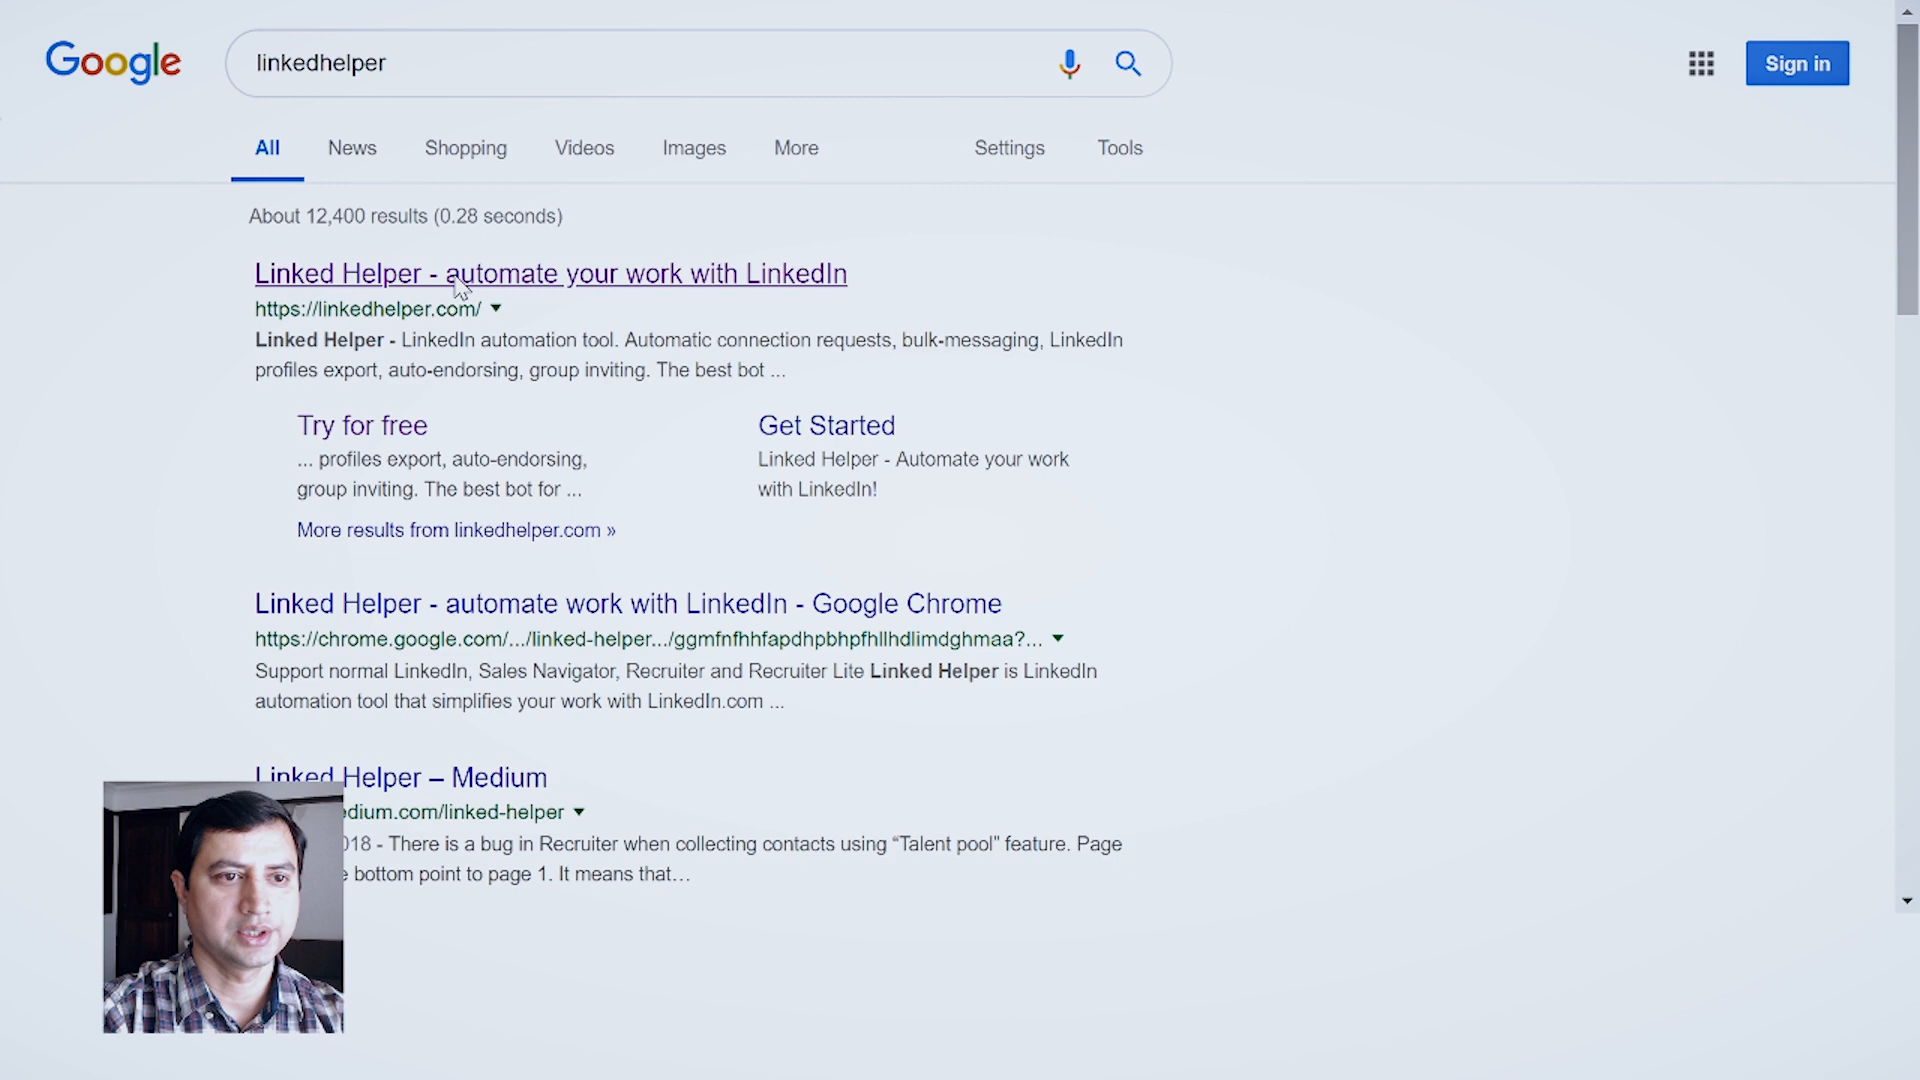 Google
linkedhelper
Sign in
All News Shopping Videos Images More Settings Tools
About 12,400 results (0.28 seconds)
Linked Helper - automate your work with LinkedIn
https://linkedhelper.com/
Linked Helper - LinkedIn automation tool. Automatic connection requests, bulk-messaging, LinkedIn
profiles export, auto-endorsing, group inviting. The best bot ...
Try for free
... profiles export, auto-endorsing,
group inviting. The best bot for ...
Get Started
Linked Helper - Automate your work
with LinkedIn!
More results from linkedhelper.com »
Linked Helper - automate work with LinkedIn - Google Chrome
https://chrome.google.com/.../linked-helper.../ggmfnfhhfapdhpbhpfhllhdlimdghmaa?...
Support normal LinkedIn, Sales Navigator, Recruiter and Recruiter Lite Linked Helper is LinkedIn
automation tool that simplifies your work with LinkedIn.com ...
Linked Helper – Medium
edium.com/linked-helper
018 - There is a bug in Recruiter when collecting contacts using “Talent pool” feature. Page
bottom point to page 1. It means that…